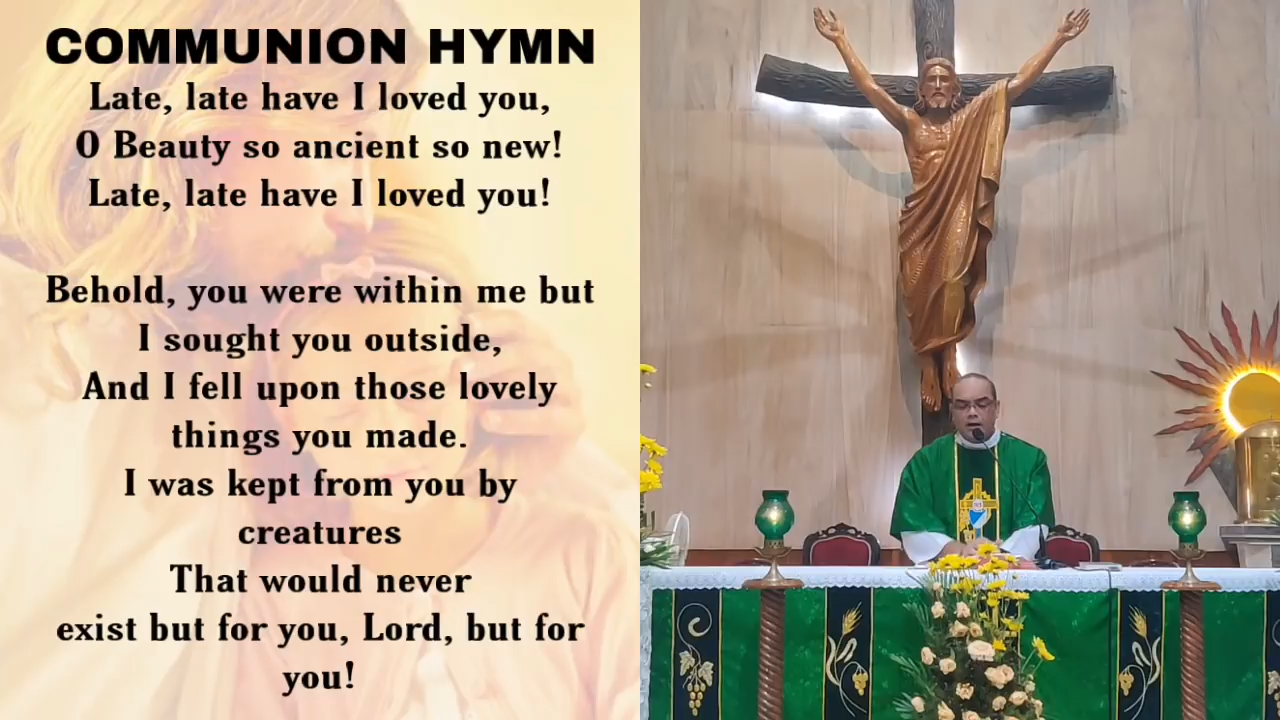 COMMUNION HYMN
Late, late have I loved you,
O Beauty so ancient so new!
Late, late have I loved you!
Behold, you were within me but
I sought you outside,
And I fell upon those lovely
things you made.
I was kept from you by
creatures
That would never
exist but for you, Lord, but for
you!